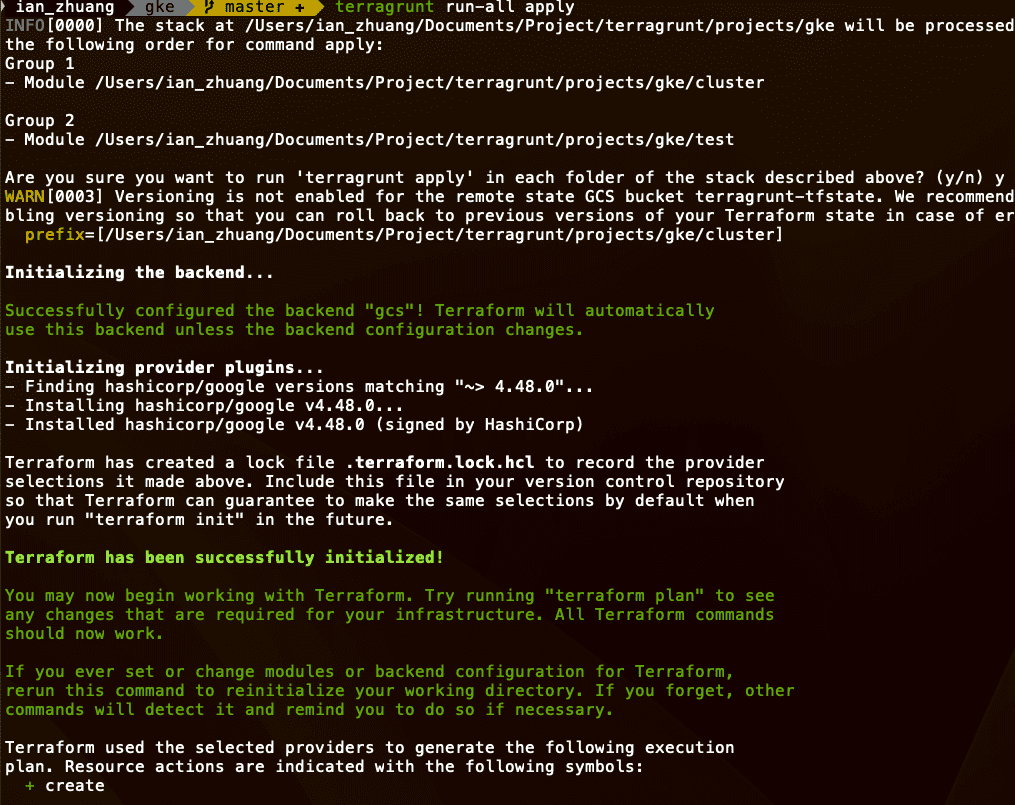 ian_zhuang gke master + terragrunt run-all apply
INFO[0000] The stack at /Users/ian_zhuang/Documents/Project/terragrunt/projects/gke will be processed
the following order for command apply:
Group 1
- Module /Users/ian_zhuang/Documents/Project/terragrunt/projects/gke/cluster
Group 2
- Module /Users/ian_zhuang/Documents/Project/terragrunt/projects/gke/test
Are you sure you want to run 'terragrunt apply' in each folder of the stack described above? (y/n) y
WARN[0003] Versioning is not enabled for the remote state GCS bucket terragrunt-tfstate. We recommend
bling versioning so that you can roll back to previous versions of your Terraform state in case of er
prefix=[/Users/ian_zhuang/Documents/Project/terragrunt/projects/gke/cluster]
Initializing the backend...
Successfully configured the backend "gcs"! Terraform will automatically
use this backend unless the backend configuration changes.
Initializing provider plugins...
- Finding hashicorp/google versions matching "~> 4.48.0"...
- Installing hashicorp/google v4.48.0...
- Installed hashicorp/google v4.48.0 (signed by HashiCorp)
Terraform has created a lock file .terraform.lock.hcl to record the provider
selections it made above. Include this file in your version control repository
so that Terraform can guarantee to make the same selections by default when
you run "terraform init" in the future.
Terraform has been successfully initialized!
You may now begin working with Terraform. Try running "terraform plan" to see
any changes that are required for your infrastructure. All Terraform commands
should now work.
If you ever set or change modules or backend configuration for Terraform,
rerun this command to reinitialize your working directory. If you forget, other
commands will detect it and remind you to do so if necessary.
Terraform used the selected providers to generate the following execution
plan. Resource actions are indicated with the following symbols:
+ create